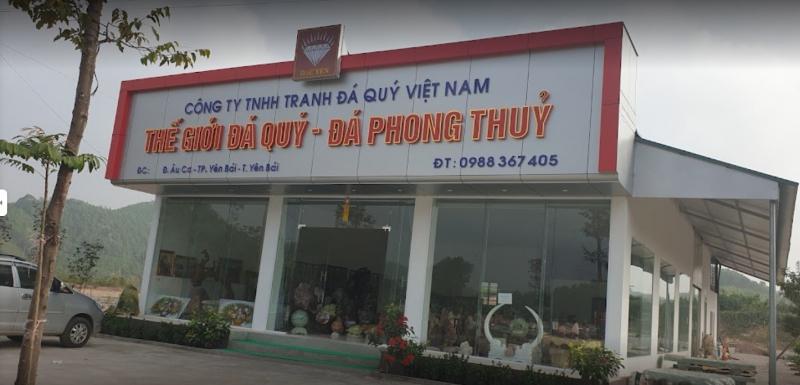 CÔNG TY TNHH TRANH ĐÁ QUÝ VIỆT NAM
THẾ GIỚI ĐÁ QUÝ - ĐÁ PHONG THUỶ
ĐC: Đ. Âu Cơ - TP. Yên Bái - T. Yên Bái
ĐT: 0988 367 405